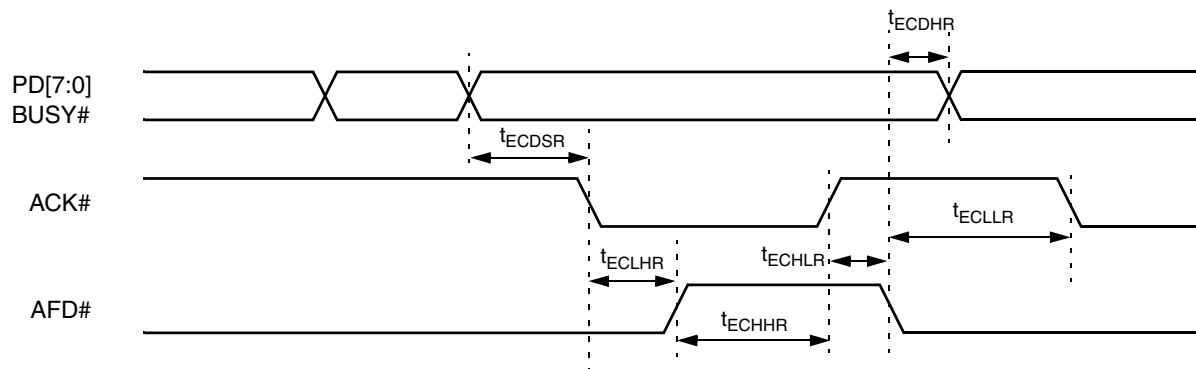 tECDHR
PD[7:0]
BUSY#
tECDSR
ACK#
tECLLR
tECLHR
tECHLR
AFD#
tECHHR